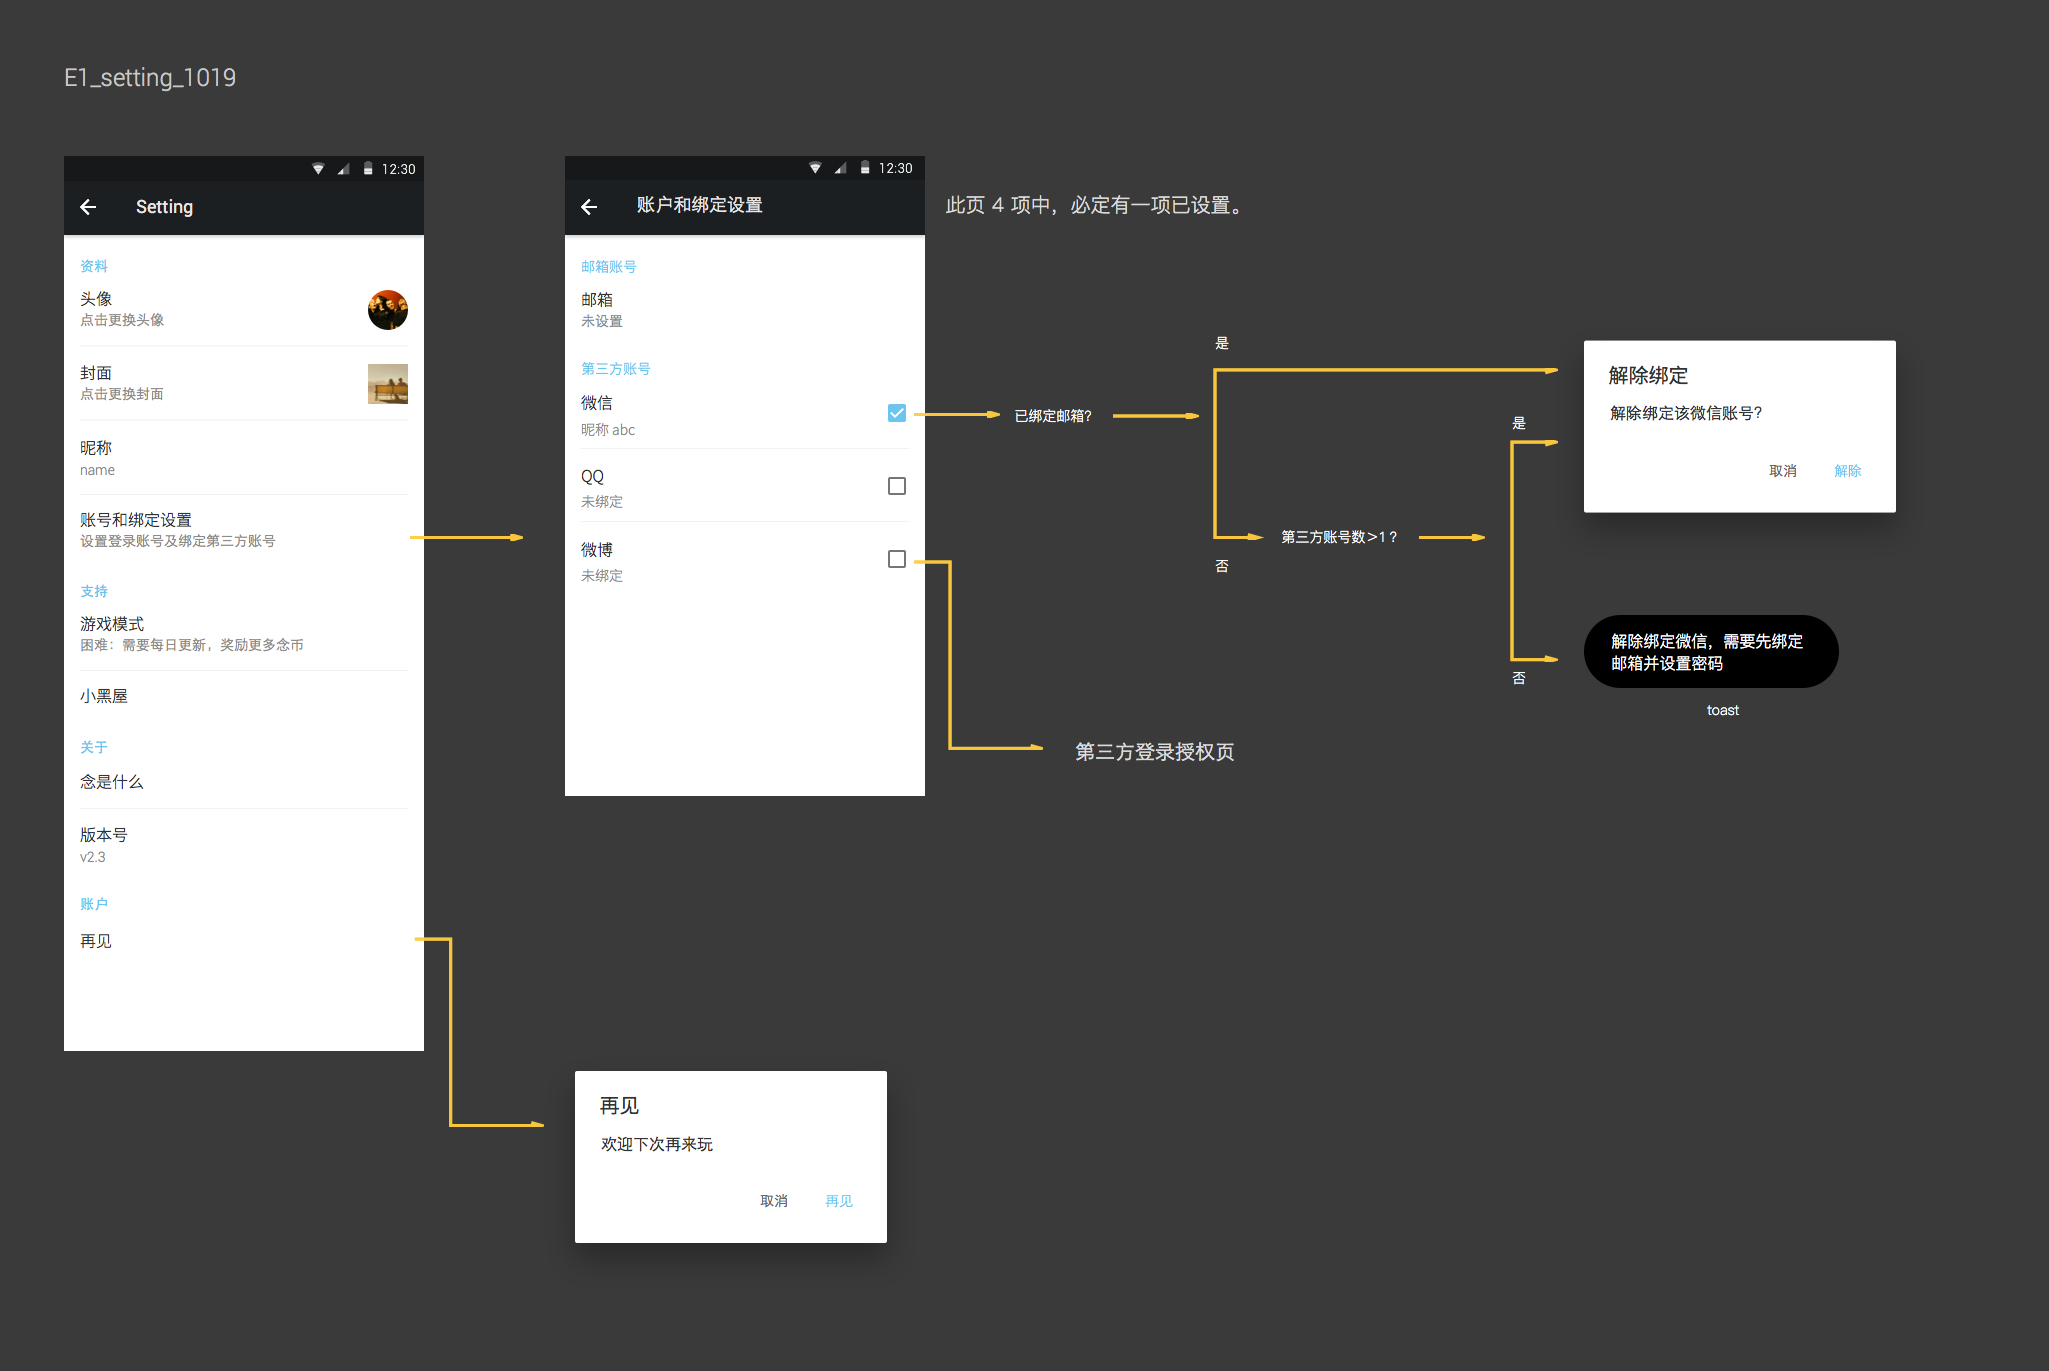 E1_setting_1019
12:30
Setting
资料
头像
点击更换头像
封面
点击更换封面
昵称
name
账号和绑定设置
设置登录账号及绑定第三方账号
支持
游戏模式
困难：需要每日更新，奖励更多念币
小黑屋
关于
念是什么
版本号
v2.3
账户
再见
12:30
账户和绑定设置
邮箱账号
邮箱
未设置
第三方账号
微信
昵称 abc
QQ
未绑定
微博
未绑定
此页 4 项中，必定有一项已设置。
已绑定邮箱？
是
否
第三方账号数＞1？
是
否
解除绑定
解除绑定该微信账号？
取消 解除
解除绑定微信，需要先绑定
邮箱并设置密码
toast
第三方登录授权页
再见
欢迎下次再来玩
取消 再见